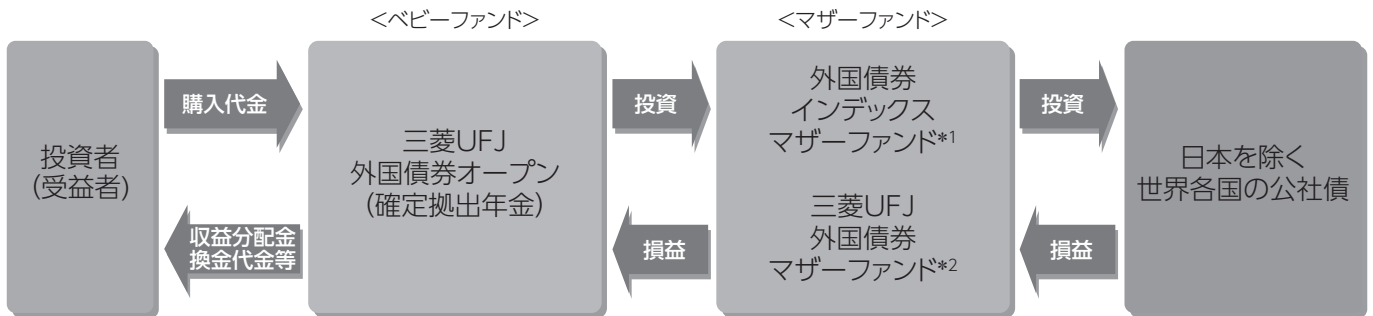 <ベビーファンド>
<マザーファンド>
投資者
(受益者)
購入代金
収益分配金
換金代金等
三菱UFJ
外国債券オープン
(確定拠出年金)
投資
損益
外国債券
インデックス
マザーファンド*1
三菱UFJ
外国債券
マザーファンド*2
投資
損益
日本を除く
世界各国の公社債